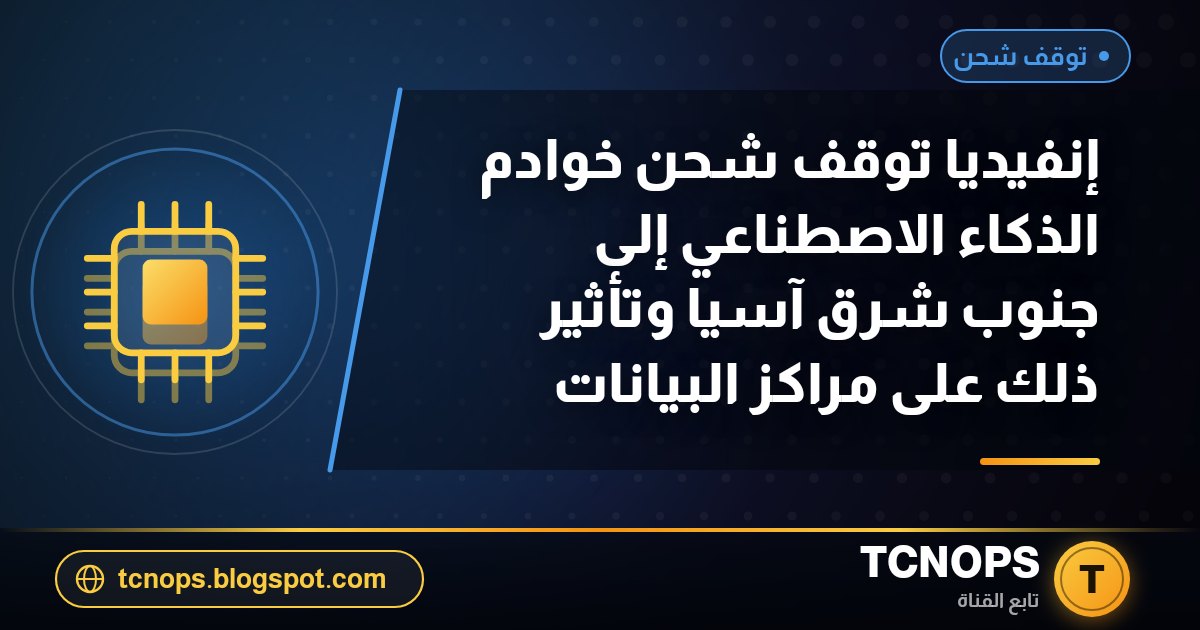 توقف شحن
إنفيديا توقف شحن خوادم
الذكاء الاصطناعي إلى
جنوب شرق آسيا وتأثير
ذلك على مراكز البيانات
TCNOPS
تابع القناة
T
tcnops.blogspot.com